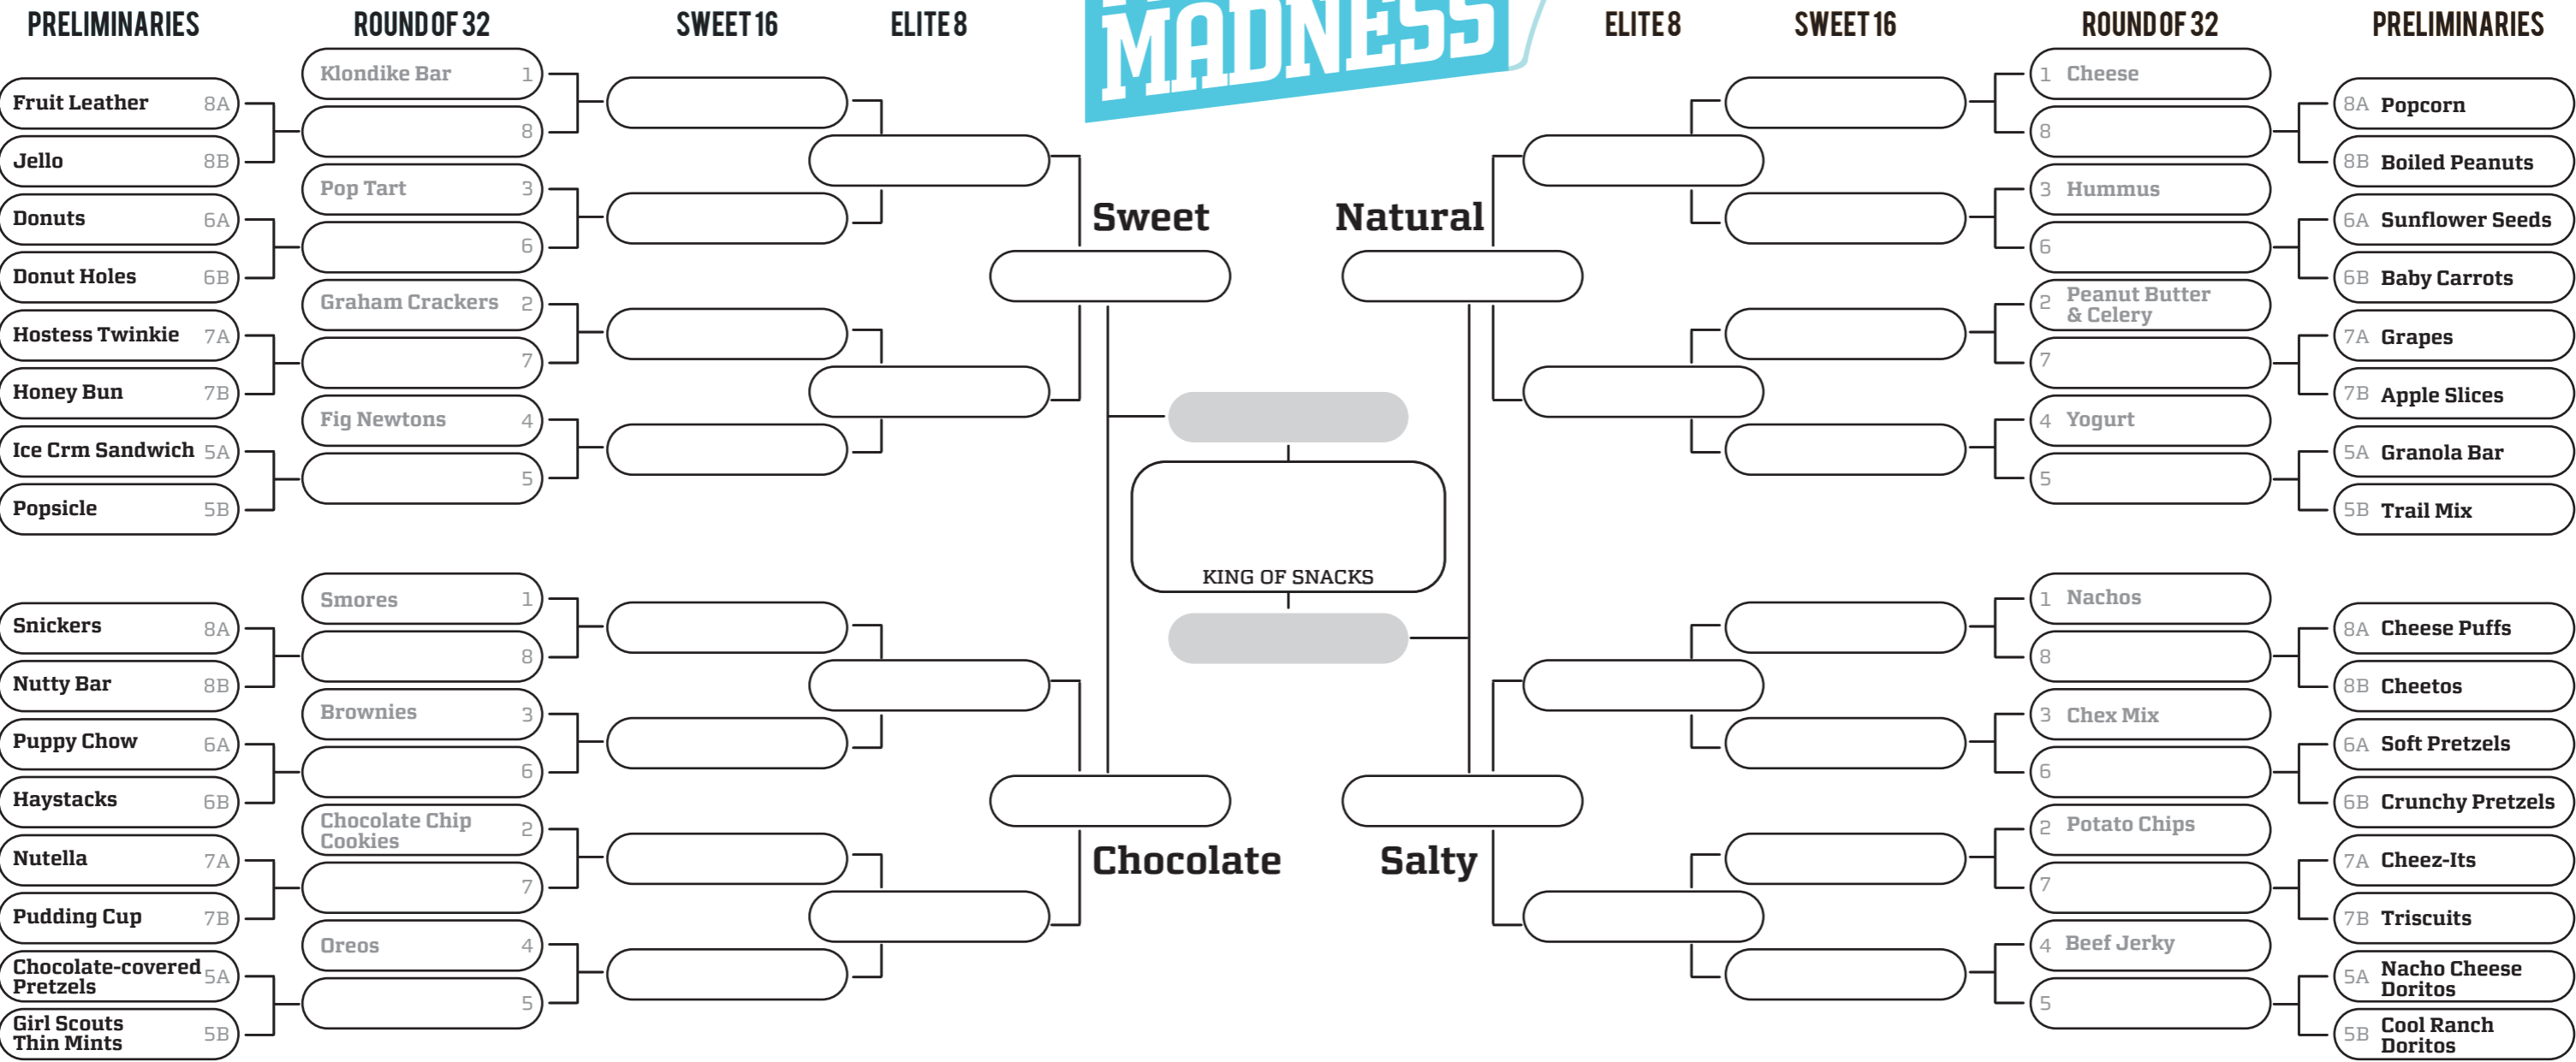 PRELIMINARIES
ROUND OF 32
SWEET 16
ELITE 8
MADNESS
ELITE 8
SWEET 16
ROUND OF 32
PRELIMINARIES
Fruit Leather 8A
Jello 8B
Donuts 6A
Donut Holes 6B
Hostess Twinkie 7A
Honey Bun 7B
Ice Crm Sandwich 5A
Popsicle 5B
Klondike Bar 1
8
Pop Tart 3
6
Graham Crackers 2
7
Fig Newtons 4
5
Sweet
Natural
1 Cheese
8
3 Hummus
6
2 Peanut Butter
& Celery
7
4 Yogurt
5
8A Popcorn
8B Boiled Peanuts
6A Sunflower Seeds
6B Baby Carrots
7A Grapes
7B Apple Slices
5A Granola Bar
5B Trail Mix
KING OF SNACKS
Snickers 8A
Nutty Bar 8B
Puppy Chow 6A
Haystacks 6B
Nutella 7A
Pudding Cup 7B
Chocolate-covered
Pretzels 5A
Girl Scouts
Thin Mints 5B
Smores 1
8
Brownies 3
6
Chocolate Chip
Cookies 2
7
Oreos 4
5
Chocolate
Salty
1 Nachos
8
3 Chex Mix
6
2 Potato Chips
7
4 Beef Jerky
5
8A Cheese Puffs
8B Cheetos
6A Soft Pretzels
6B Crunchy Pretzels
7A Cheez-Its
7B Triscuits
5A Nacho Cheese
Doritos
5B Cool Ranch
Doritos